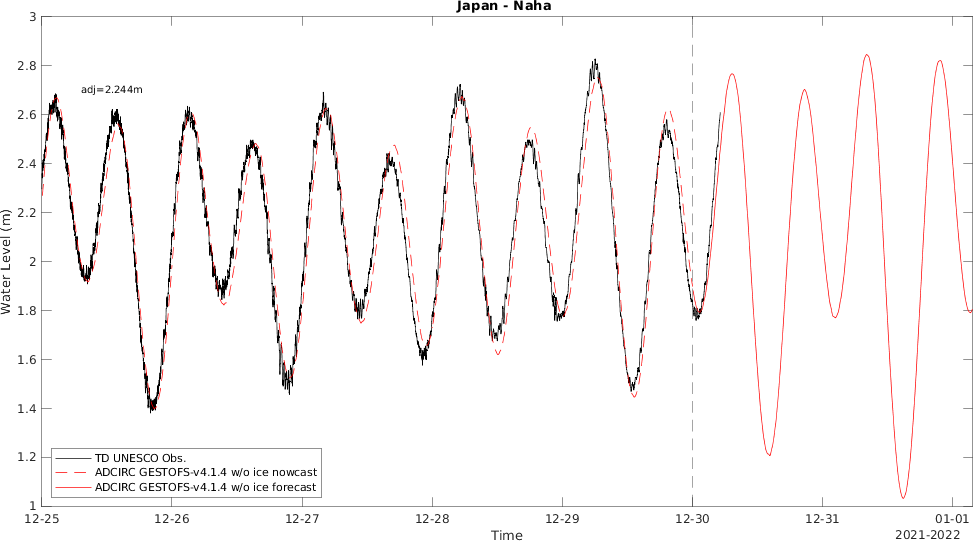 Japan - Naha
3
2.8
adj=2.244m
2.6
2.4
2.2
2
1.8
1.6
1.4
1.2
1
Water Level (m)
TD UNESCO Obs.
ADCIRC GESTOFS-v4.1.4 w/o ice nowcast
ADCIRC GESTOFS-v4.1.4 w/o ice forecast
12-25 12-26 12-27 12-28 12-29 12-30 12-31 01-01
Time
2021-2022